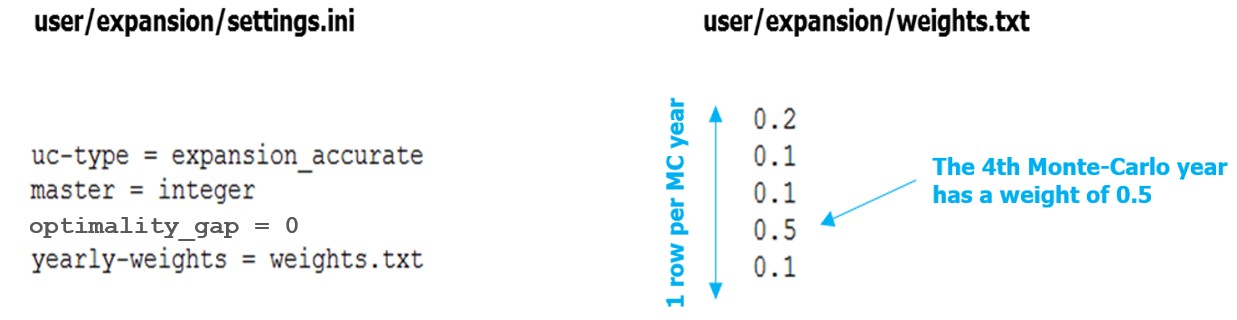 user/expansion/settings.ini
uc-type = expansion_accurate
master = integer
optimality_gap = 0
yearly-weights = weights.txt
user/expansion/weights.txt
1 row per MC year
0.2
0.1
0.1
0.5
0.1
The 4th Monte-Carlo year
has a weight of 0.5